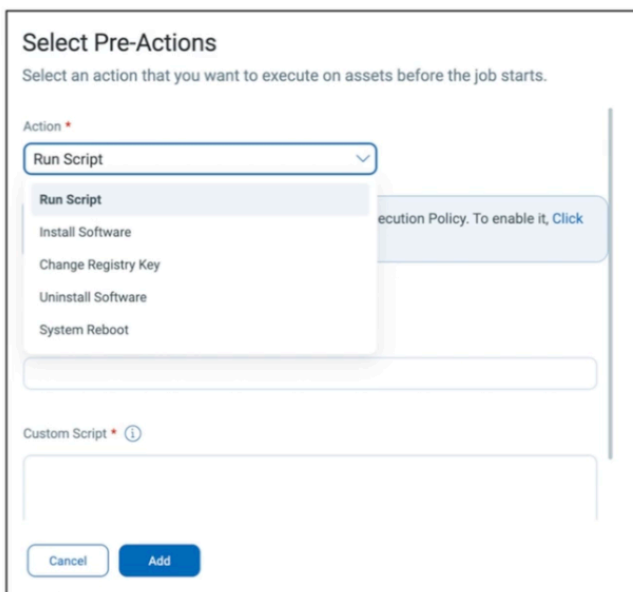 Select Pre-Actions
Select an action that you want to execute on assets before the job starts.
Action *
Run Script
Run Script
Install Software
ecution Policy. To enable it, Click
Change Registry Key
Uninstall Software
System Reboot
Custom Script *
Cancel
Add